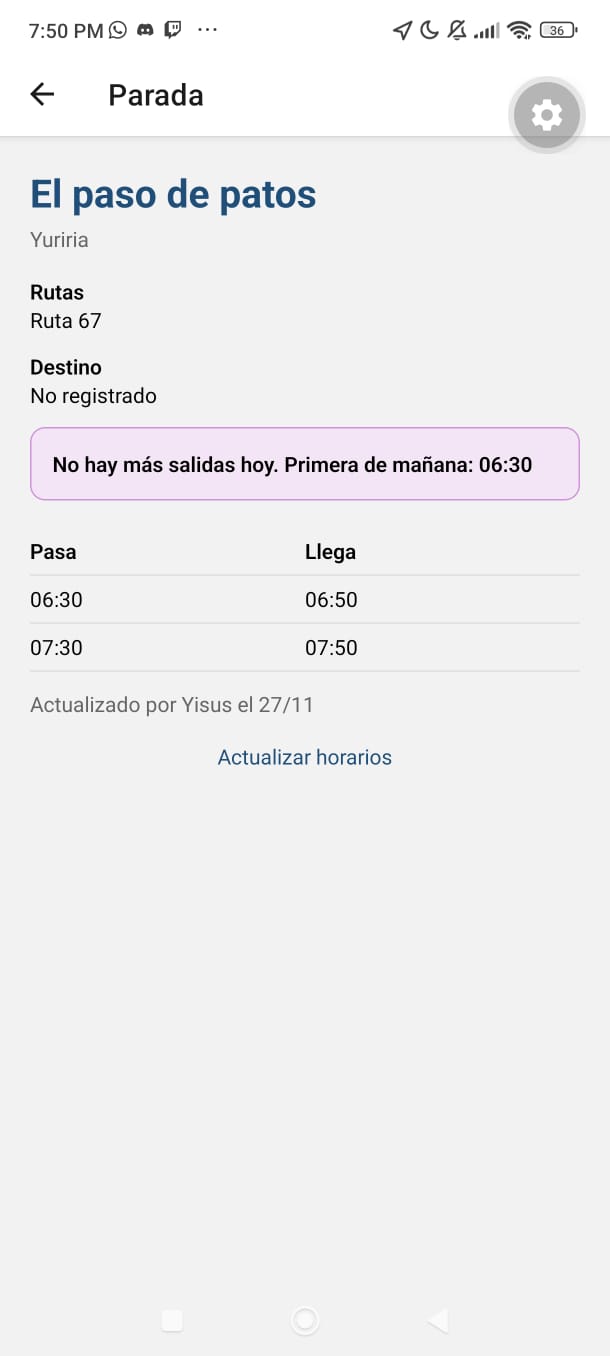 7:50 PM
36
Parada
El paso de patos
Yuriria
Rutas
Ruta 67
Destino
No registrado
No hay más salidas hoy. Primera de mañana: 06:30
Pasa Llega
06:30 06:50
07:30 07:50
Actualizado por Yisus el 27/11
Actualizar horarios